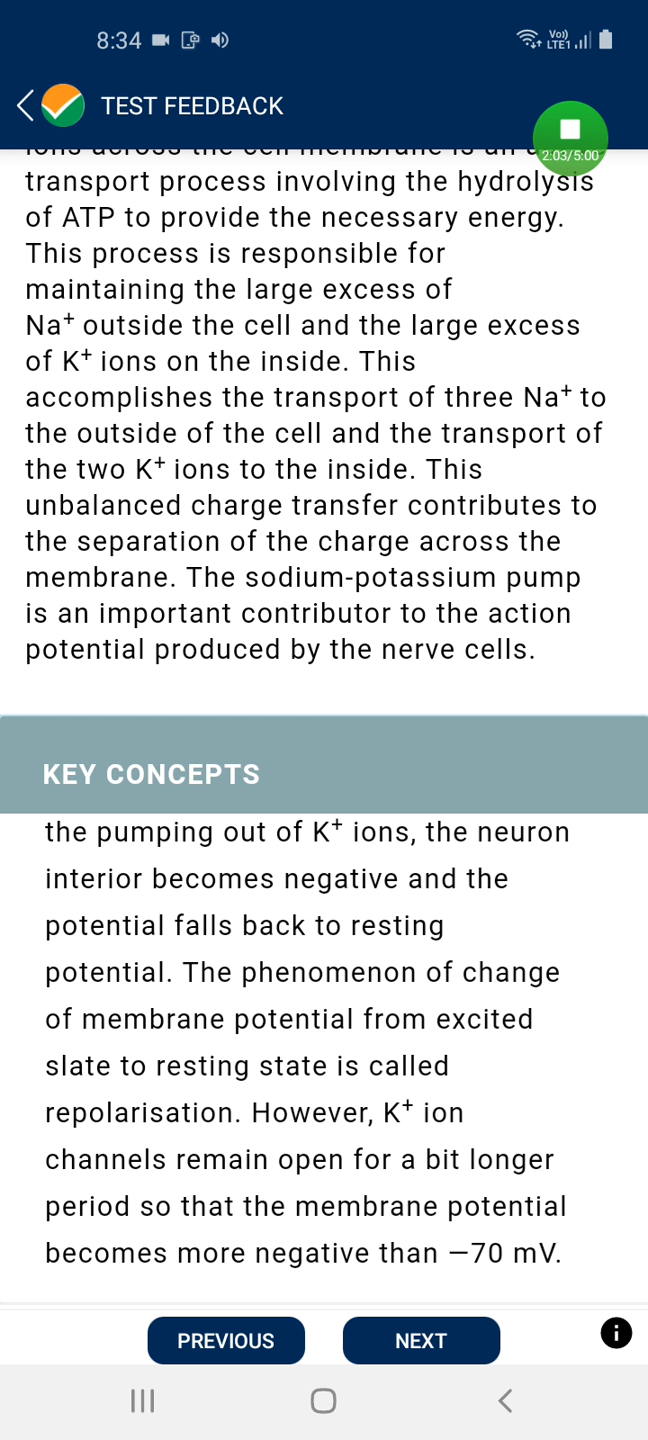 8:34
Vo))
LTE1
TEST FEEDBACK
2:03/5:00
ions across the cell membrane is an a
transport process involving the hydrolysis
of ATP to provide the necessary energy.
This process is responsible for
maintaining the large excess of
Na⁺ outside the cell and the large excess
of K⁺ ions on the inside. This
accomplishes the transport of three Na⁺ to
the outside of the cell and the transport of
the two K⁺ ions to the inside. This
unbalanced charge transfer contributes to
the separation of the charge across the
membrane. The sodium-potassium pump
is an important contributor to the action
potential produced by the nerve cells.
KEY CONCEPTS
the pumping out of K⁺ ions, the neuron
interior becomes negative and the
potential falls back to resting
potential. The phenomenon of change
of membrane potential from excited
slate to resting state is called
repolarisation. However, K⁺ ion
channels remain open for a bit longer
period so that the membrane potential
becomes more negative than —70 mV.
PREVIOUS
NEXT